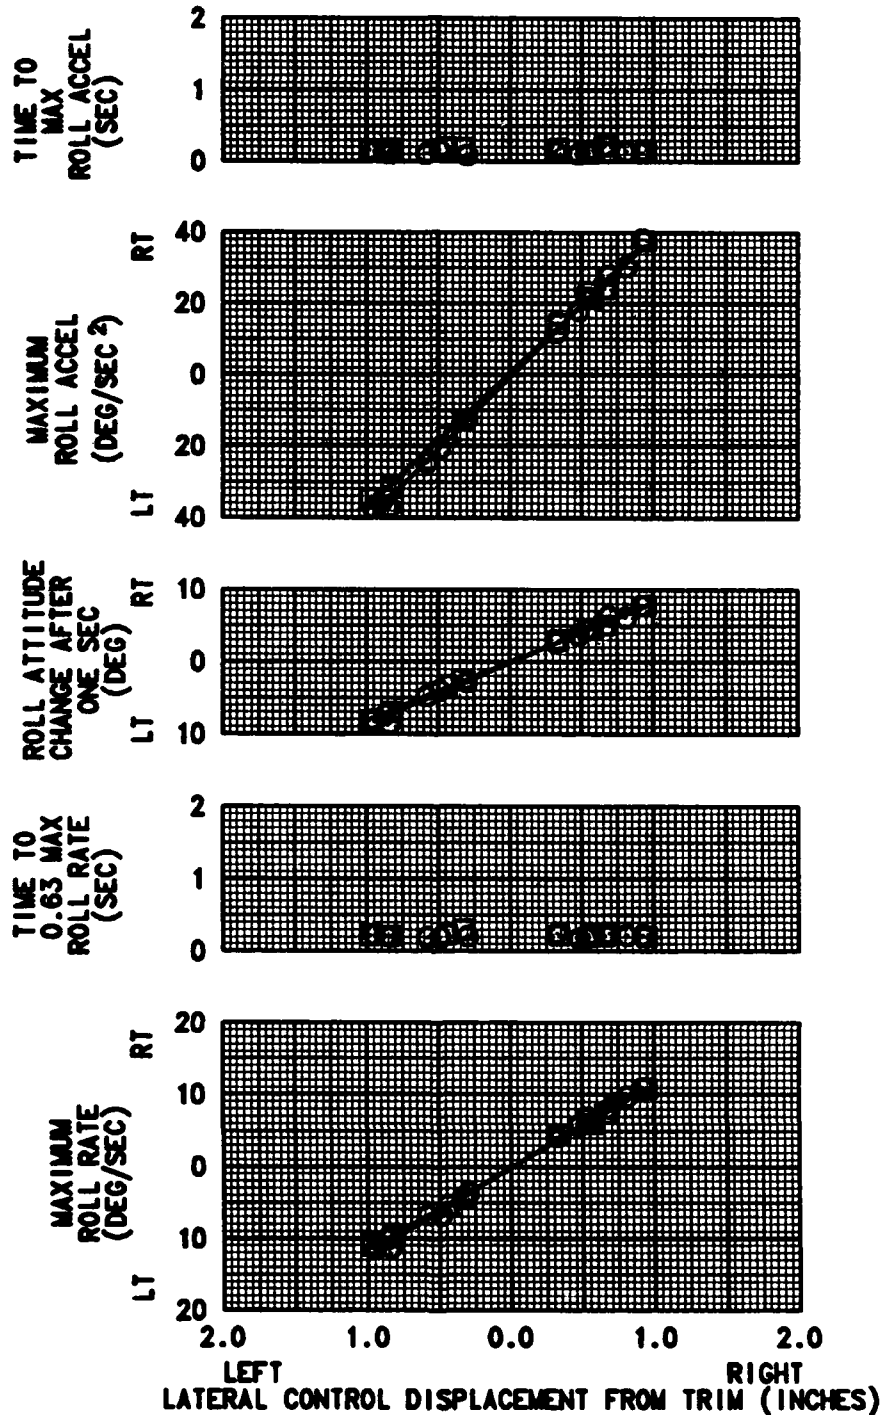 TIME TO
MAX
ROLL ACCEL
(SEC)
2
1
0
MAXIMUM
ROLL ACCEL
(DEG/SEC²)
RT
LT
40
20
0
20
40
ROLL ATTITUDE
CHANGE AFTER
ONE SEC
(DEG)
RT
LT
10
0
10
TIME TO
0.63 MAX
ROLL RATE
(SEC)
2
1
0
MAXIMUM
ROLL RATE
(DEG/SEC)
RT
LT
20
10
0
10
20
2.0 1.0 0.0 1.0 2.0
LEFT RIGHT
LATERAL CONTROL DISPLACEMENT FROM TRIM (INCHES)